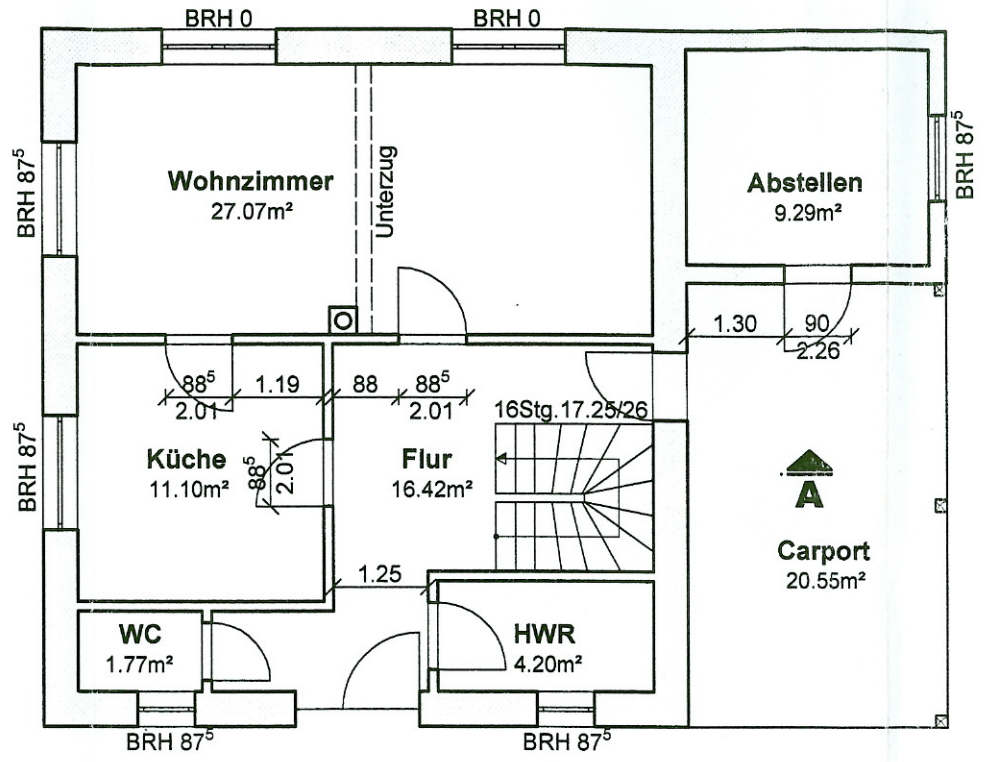 BRH 0
BRH 0
BRH 87⁵
Wohnzimmer
27.07m²
Unterzug
Abstellen
9.29m²
BRH 87⁵
1.30
90
2.26
88⁵
2.01
1.19
88
88⁵
2.01
16Stg.17.25/26
BRH 87⁵
Küche
11.10m²
88⁵
2.01
Flur
16.42m²
A
Carport
20.55m²
1.25
WC
1.77m²
HWR
4.20m²
BRH 87⁵
BRH 87⁵